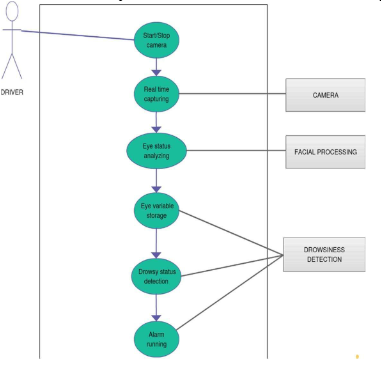 Start/Stop
camera
DRIVER
Real time
capturing
CAMERA
Eye status
analyzing
FACIAL PROCESSING
Eye variable
storage
DROWSINESS
DETECTION
Drowsy status
detection
Alarm
running